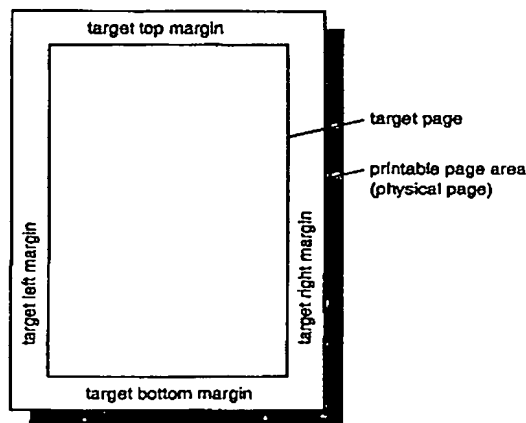 target top margin
target page
printable page area
(physical page)
target left margin
target right margin
target bottom margin